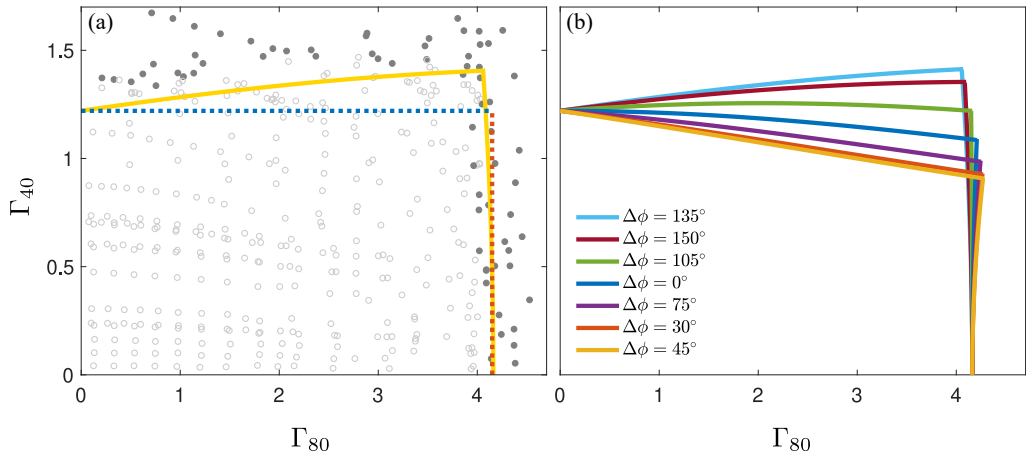 (a)
1.5
1
0.5
0
0 1 2 3 4
Γ₄₀
Γ₈₀
(b)
Δϕ = 135°
Δϕ = 150°
Δϕ = 105°
Δϕ = 0°
Δϕ = 75°
Δϕ = 30°
Δϕ = 45°
0 1 2 3 4
Γ₈₀